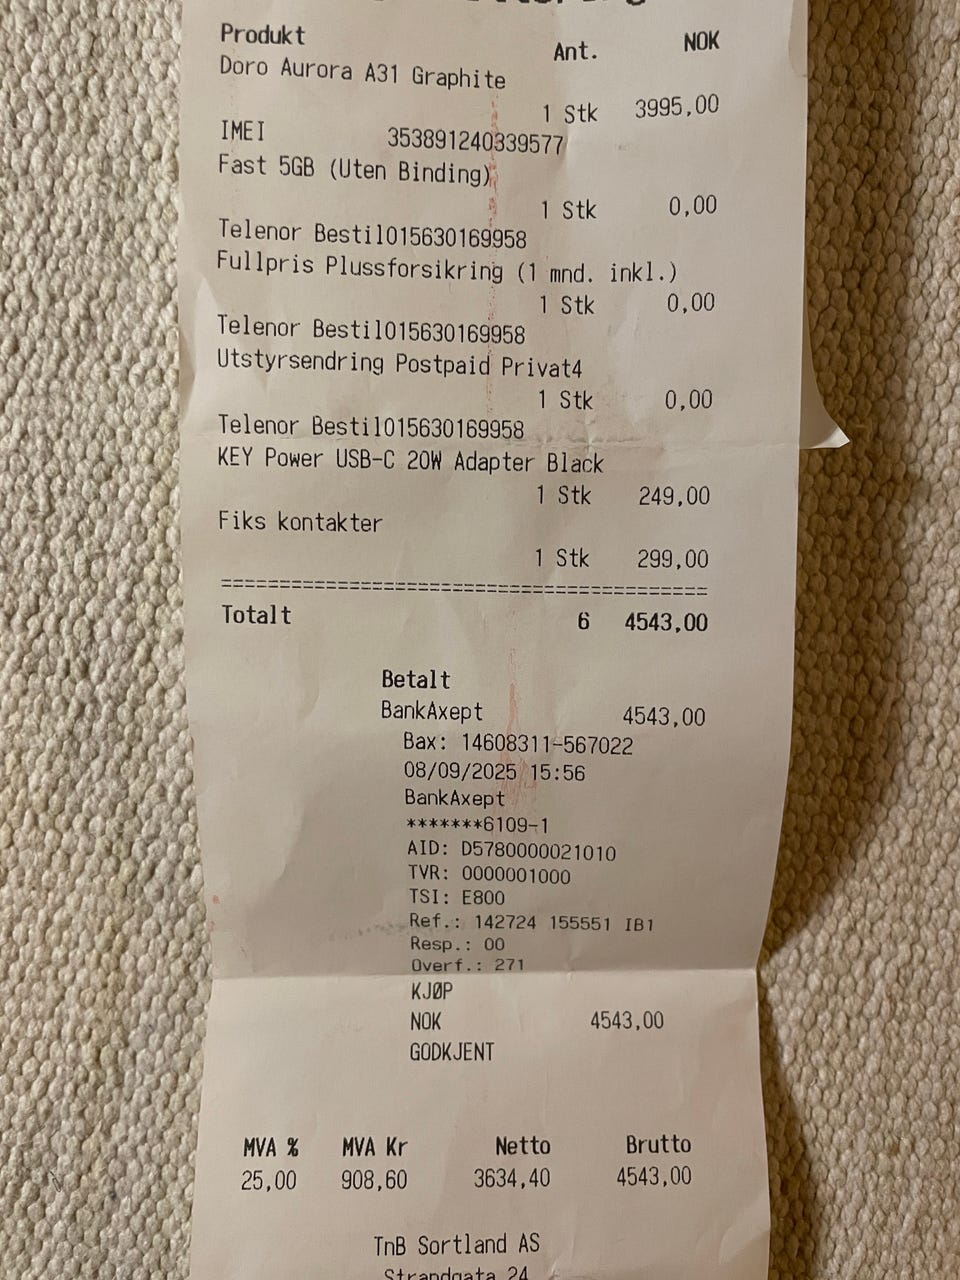 Produkt Ant. NOK
Doro Aurora A31 Graphite
1 Stk 3995,00
IMEI 353891240339577
Fast 5GB (Uten Binding)
1 Stk 0,00
Telenor Bestil015630169958
Fullpris Plussforsikring (1 mnd. inkl.)
1 Stk 0,00
Telenor Bestil015630169958
Utstyrsendring Postpaid Privat4
1 Stk 0,00
Telenor Bestil015630169958
KEY Power USB-C 20W Adapter Black
1 Stk 249,00
Fiks kontakter
1 Stk 299,00
==========================================
Totalt 6 4543,00
Betalt
BankAxept 4543,00
Bax: 14608311-567022
08/09/2025 15:56
BankAxept
*******6109-1
AID: D5780000021010
TVR: 0000001000
TSI: E800
Ref.: 142724 155551 IB1
Resp.: 00
Overf.: 271
KJØP
NOK 4543,00
GODKJENT
MVA % MVA Kr Netto Brutto
25,00 908,60 3634,40 4543,00
TnB Sortland AS
Strandgata 24